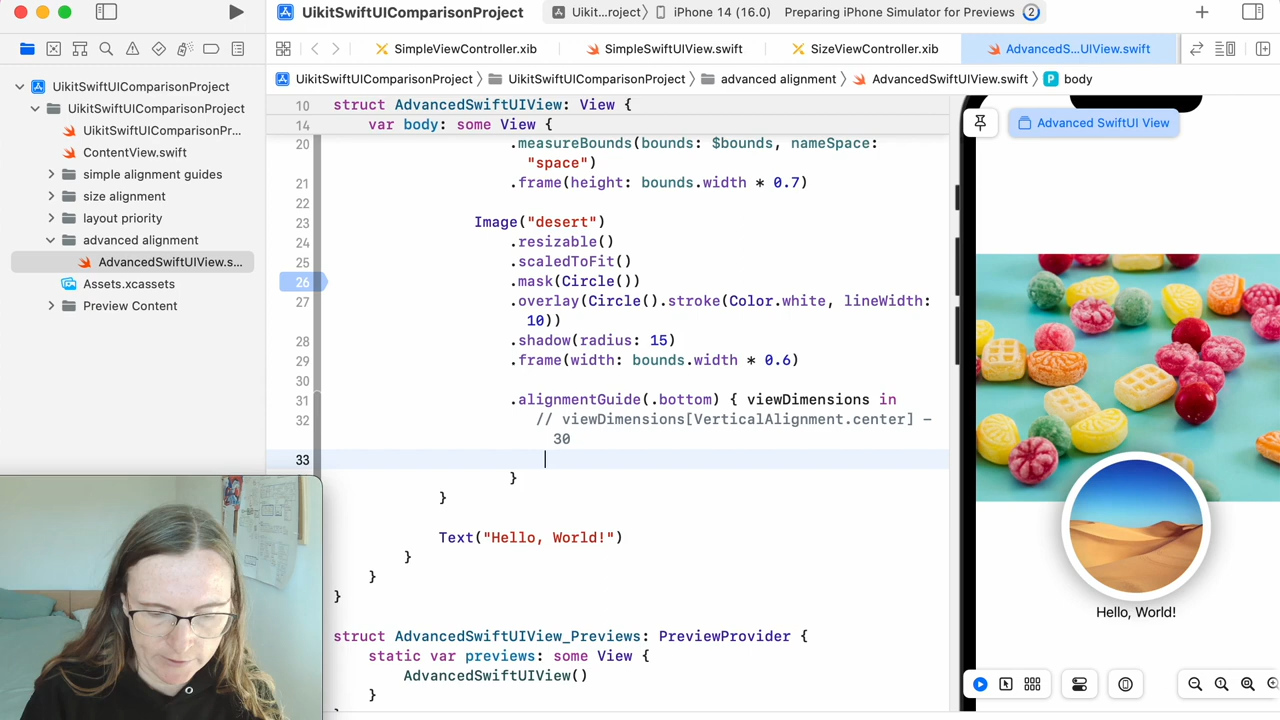 UikitSwiftUIComparisonProject
Uikit...roject
iPhone 14 (16.0)
Preparing iPhone Simulator for Previews
2
SimpleViewController.xib
SimpleSwiftUIView.swift
SizeViewController.xib
AdvancedS...UIView.swift
UikitSwiftUIComparisonProject
UikitSwiftUIComparisonProject
advanced alignment
AdvancedSwiftUIView.swift
P body
UikitSwiftUIComparisonProject
UikitSwiftUIComparisonProject
UikitSwiftUIComparisonPr...
ContentView.swift
simple alignment guides
size alignment
layout priority
advanced alignment
AdvancedSwiftUIView.s...
Assets.xcassets
Preview Content
10 struct AdvancedSwiftUIView: View {
14 var body: some View {
20 .measureBounds(bounds: $bounds, nameSpace:
"space")
21 .frame(height: bounds.width * 0.7)
22
23 Image("desert")
24 .resizable()
25 .scaledToFit()
26 .mask(Circle())
27 .overlay(Circle().stroke(Color.white, lineWidth:
10))
28 .shadow(radius: 15)
29 .frame(width: bounds.width * 0.6)
30
31 .alignmentGuide(.bottom) { viewDimensions in
32 // viewDimensions[VerticalAlignment.center] -
30
33
}
}
Text("Hello, World!")
}
}
}
struct AdvancedSwiftUIView_Previews: PreviewProvider {
static var previews: some View {
AdvancedSwiftUIView()
}
Advanced SwiftUI View
Hello, World!